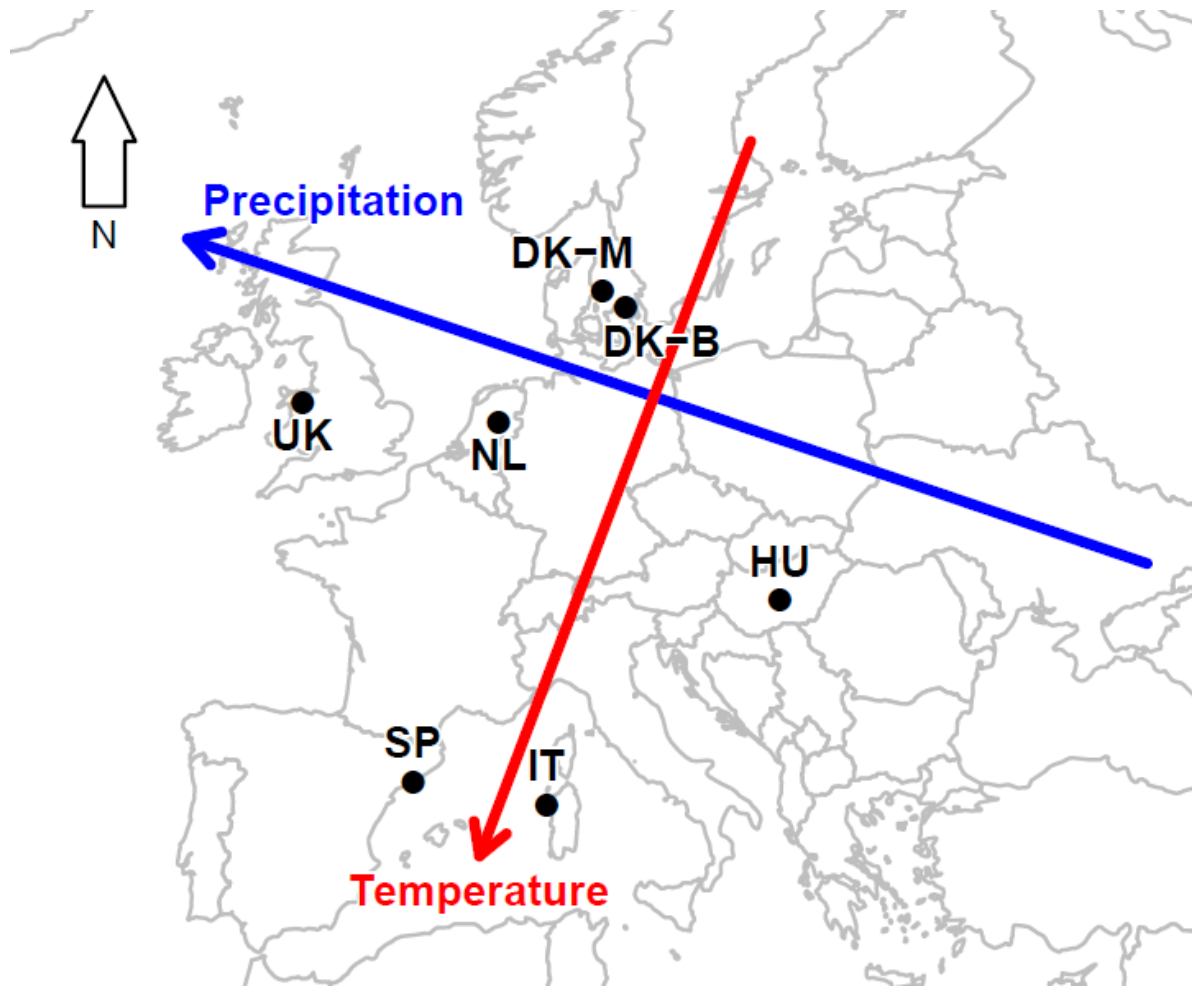 Precipitation
N
DK−M
DK−B
UK
NL
HU
SP
IT
Temperature